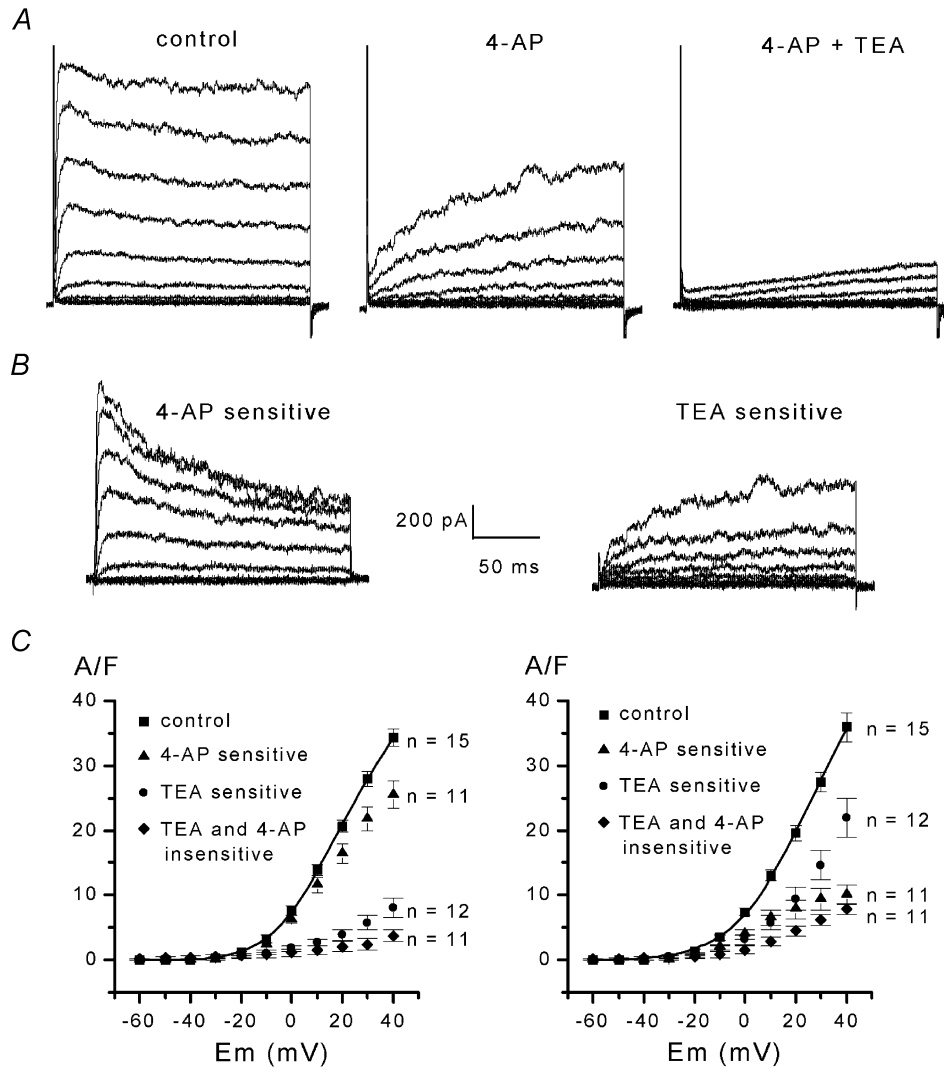 A
control
4-AP
4-AP + TEA
B
4-AP sensitive
TEA sensitive
200 pA
50 ms
C
A/F
40
30
20
10
0
control
4-AP sensitive
TEA sensitive
TEA and 4-AP
insensitive
n = 15
n = 11
n = 12
n = 11
-60 -40 -20 0 20 40
Em (mV)
A/F
40
30
20
10
0
control
4-AP sensitive
TEA sensitive
TEA and 4-AP
insensitive
n = 15
n = 12
n = 11
n = 11
-60 -40 -20 0 20 40
Em (mV)